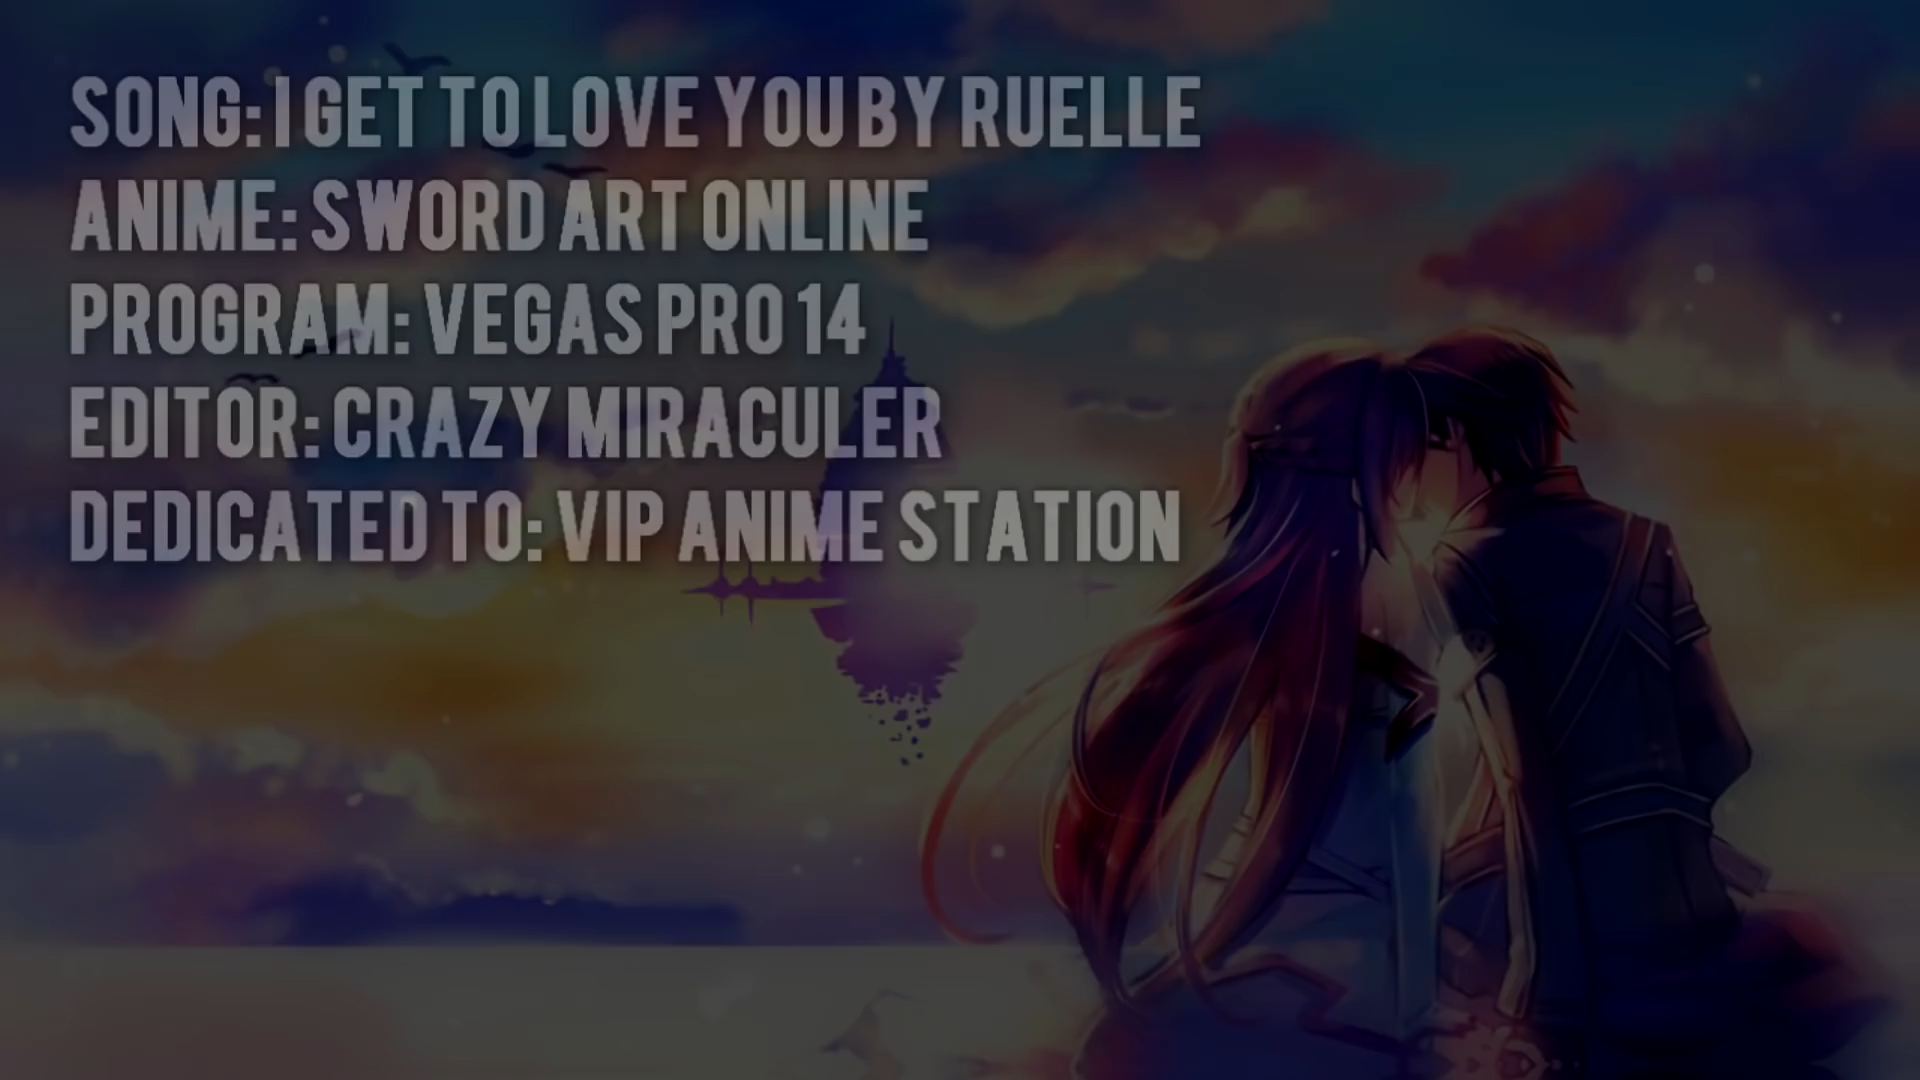 SONG: I GET TO LOVE YOU BY RUELLE
ANIME: SWORD ART ONLINE
PROGRAM: VEGAS PRO 14
EDITOR: CRAZY MIRACULER
DEDICATED TO: VIP ANIME STATION